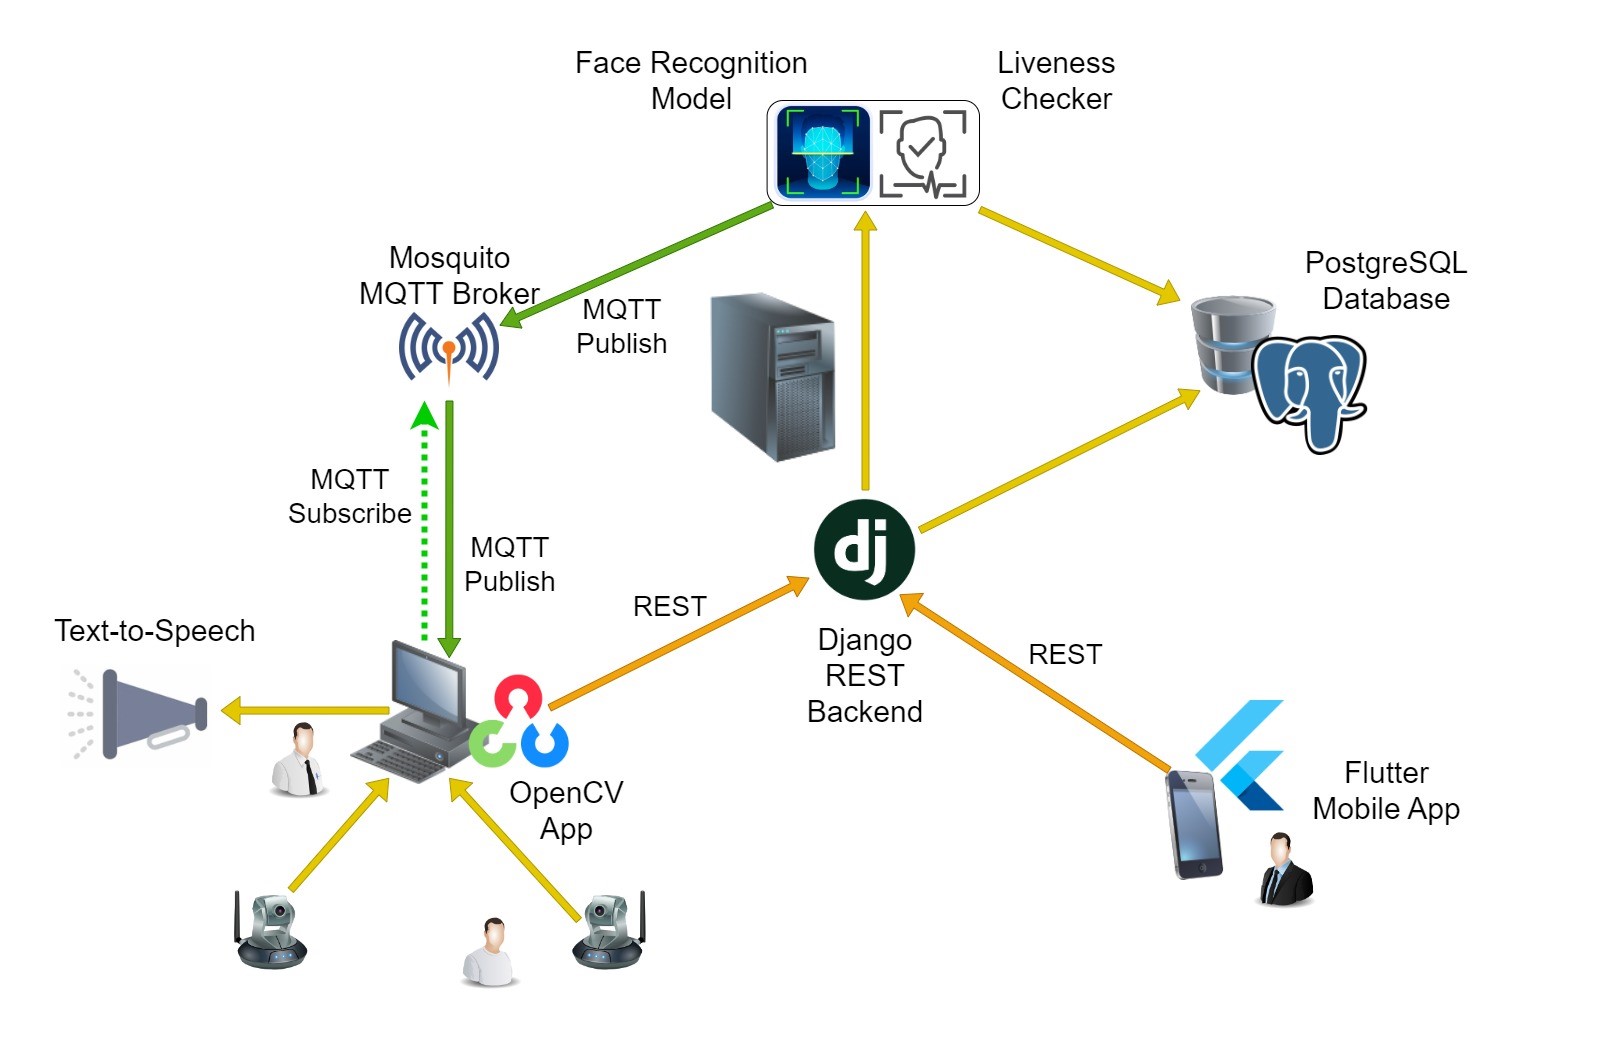 Face Recognition
Model
Liveness
Checker
Mosquito
MQTT Broker
MQTT
Publish
PostgreSQL
Database
MQTT
Subscribe
MQTT
Publish
dj
REST
Django
REST
Backend
REST
Text-to-Speech
OpenCV
App
Flutter
Mobile App